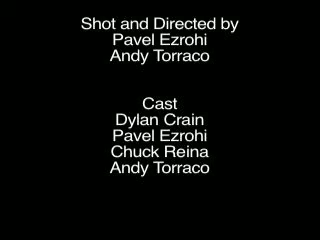 Shot and Directed by
Pavel Ezrohi
Andy Torraco
Cast
Dylan Crain
Pavel Ezrohi
Chuck Reina
Andy Torraco